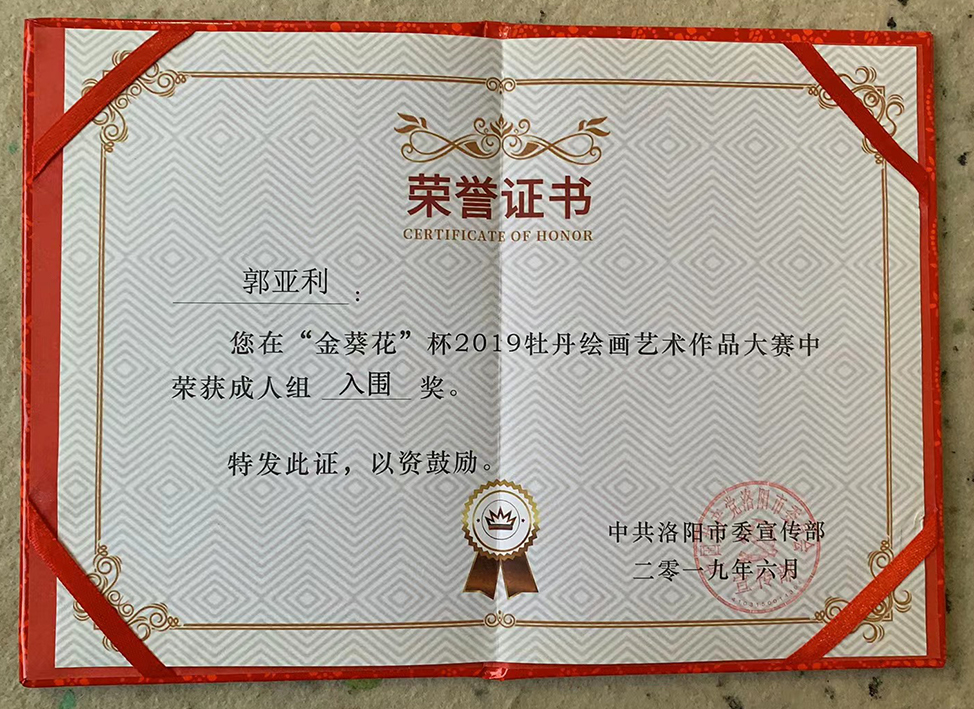 荣誉证书
CERTIFICATE OF HONOR
郭亚利：
您在“金葵花”杯2019牡丹绘画艺术作品大赛中
荣获成人组 入围 奖。
特发此证，以资鼓励。
中共洛阳市委宣传部
二零一九年六月